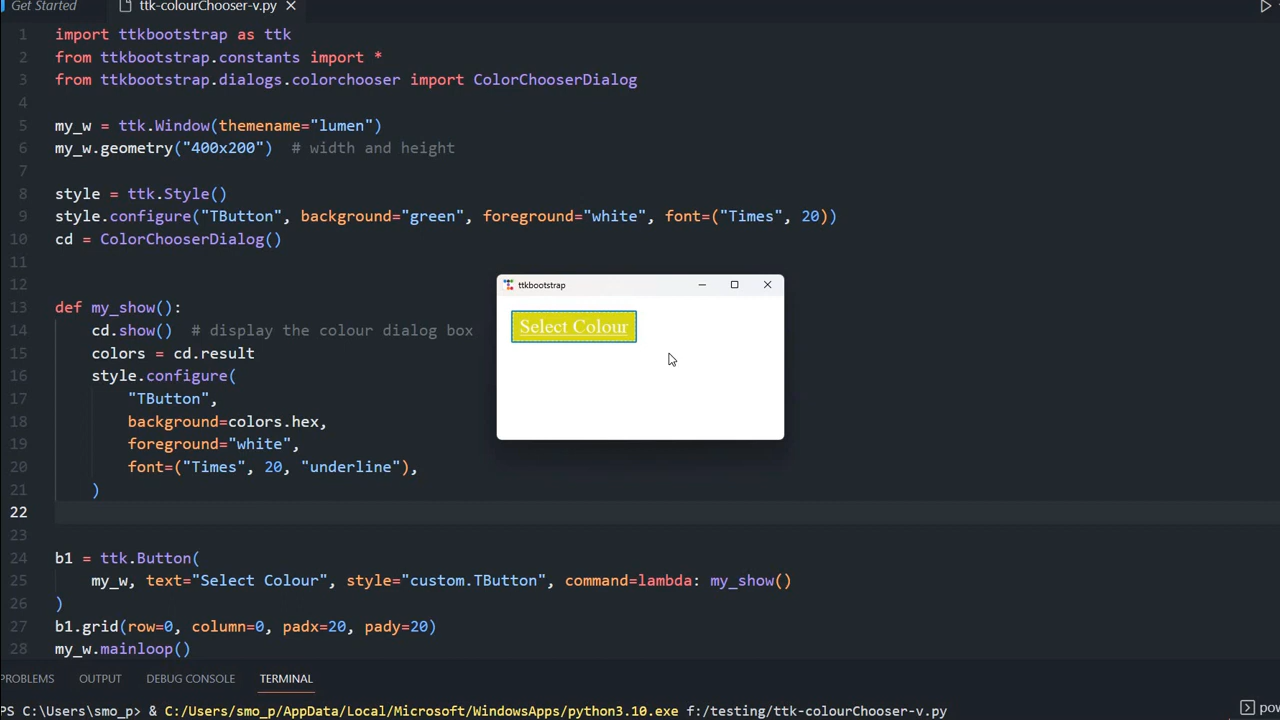 Get Started
ttk-colourChooser-v.py
1 import ttkbootstrap as ttk
2 from ttkbootstrap.constants import *
3 from ttkbootstrap.dialogs.colorchooser import ColorChooserDialog
4
5 my_w = ttk.Window(themename="lumen")
6 my_w.geometry("400x200")  # width and height
7
8 style = ttk.Style()
9 style.configure("TButton", background="green", foreground="white", font=("Times", 20))
10 cd = ColorChooserDialog()
11
12
13 def my_show():
14     cd.show()  # display the colour dialog box
15     colors = cd.result
16     style.configure(
17         "TButton",
18         background=colors.hex,
19         foreground="white",
20         font=("Times", 20, "underline"),
21     )
22
23
24 b1 = ttk.Button(
25     my_w, text="Select Colour", style="custom.TButton", command=lambda: my_show()
26 )
27 b1.grid(row=0, column=0, padx=20, pady=20)
28 my_w.mainloop()
ttkbootstrap
Select Colour
PROBLEMS OUTPUT DEBUG CONSOLE TERMINAL
PS C:\Users\smo_p> & C:/Users/smo_p/AppData/Local/Microsoft/WindowsApps/python3.10.exe f:/testing/ttk-colourChooser-v.py